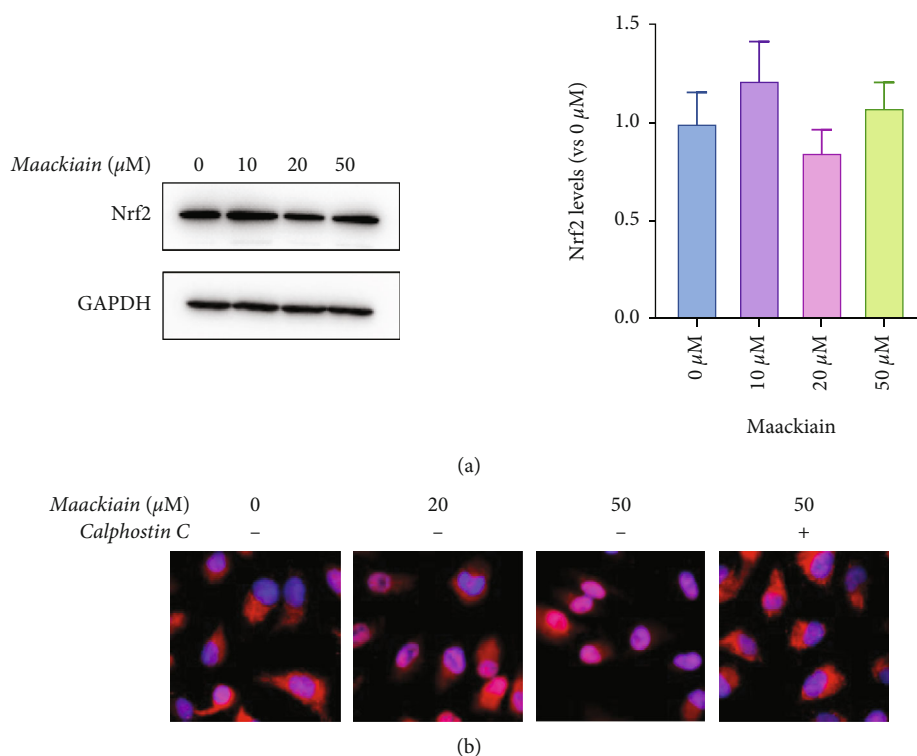 Maackiain (µM) 0 10 20 50
Nrf2
GAPDH
Nrf2 levels (vs 0 µM)
1.5
1.0
0.5
0.0
0 µM
10 µM
20 µM
50 µM
Maackiain
(a)
Maackiain (µM) 0 20 50 50
Calphostin C – – – +
(b)